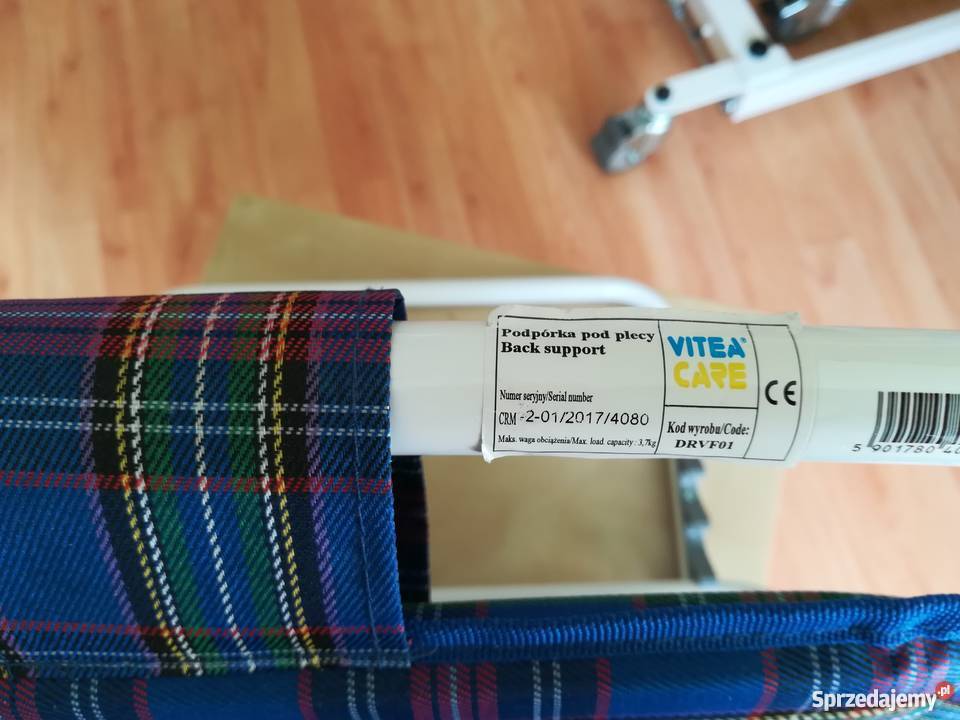 Podpórka pod plecy
Back support
Numer seryjny/Serial number
CRM -2-01/2017/4080
Maks. waga obciążenia/Max. load capacity: 3,7kg
VITEA®
CARE
Kod wyrobu/Code:
DRVF01
CE
5 901780 40
Sprzedajemy.pl